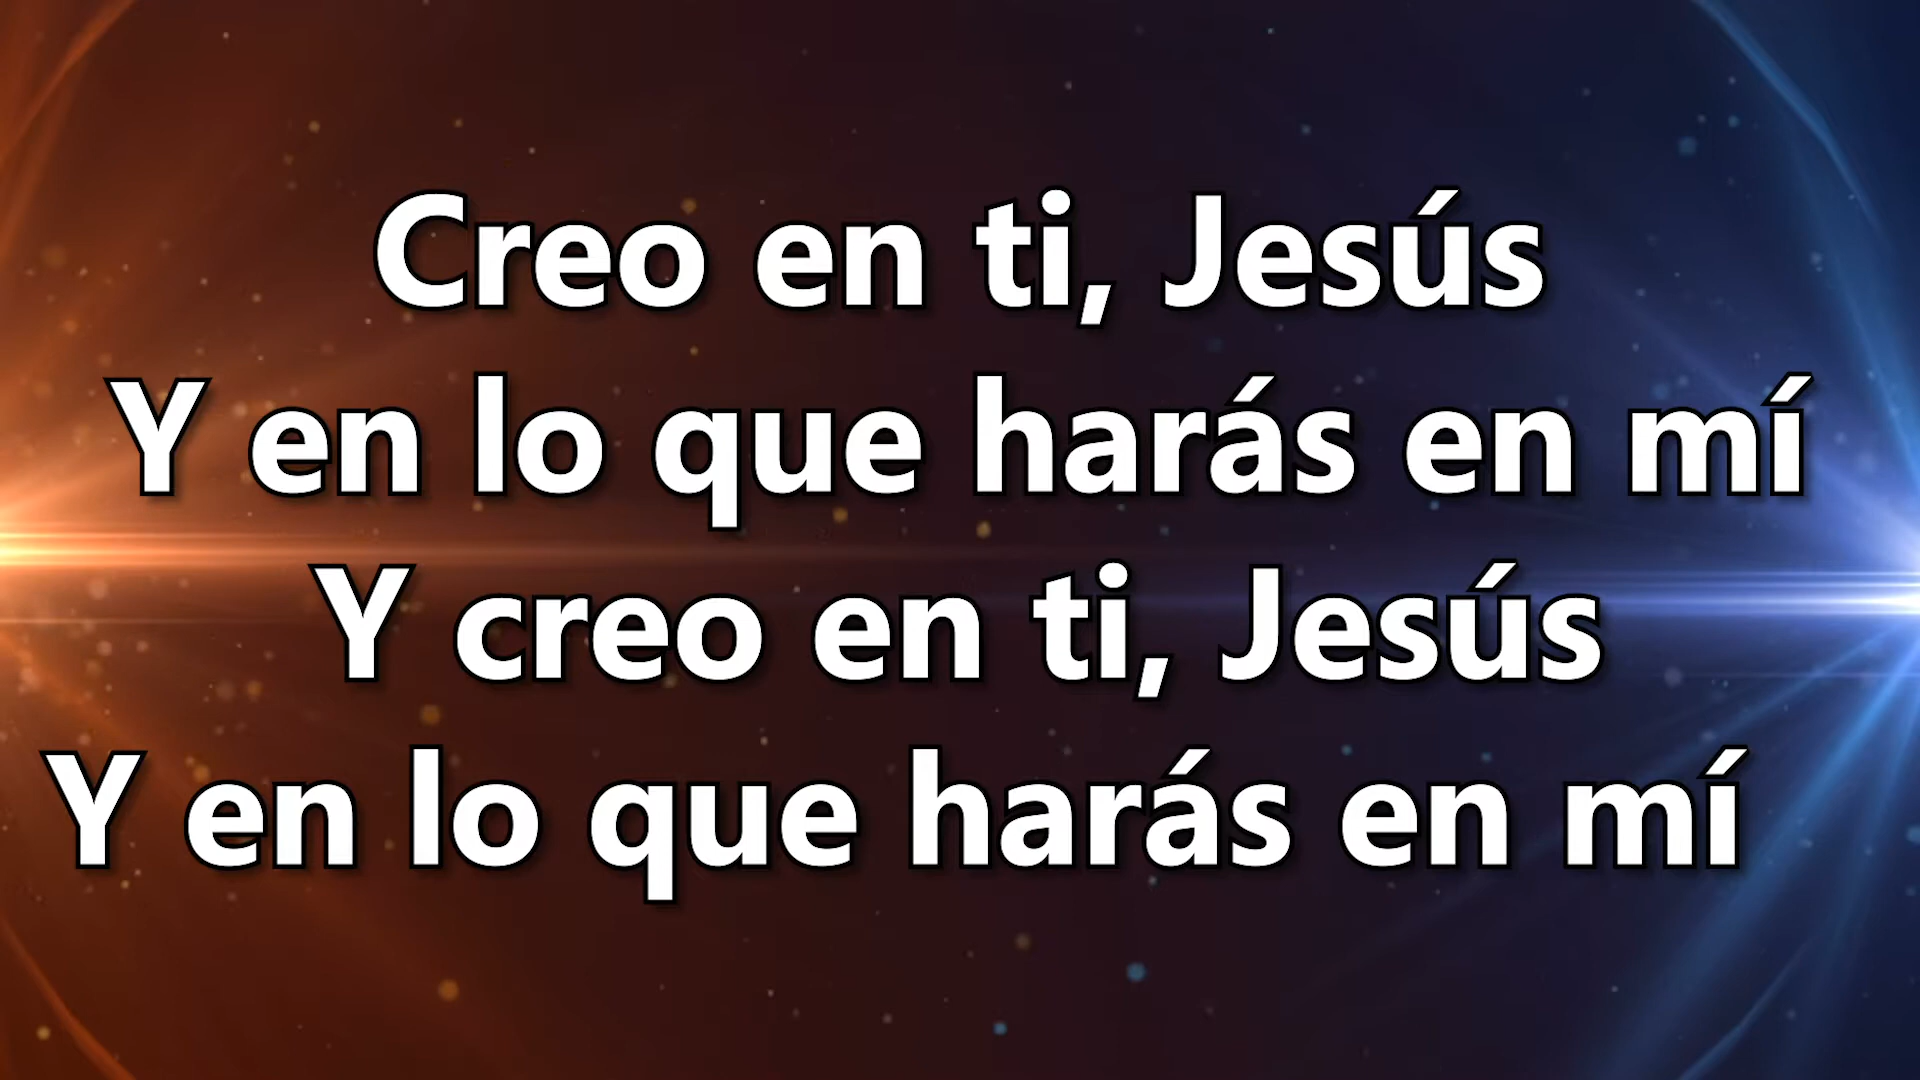 Creo en ti, Jesús
Y en lo que harás en mí
Y creo en ti, Jesús
Y en lo que harás en mí